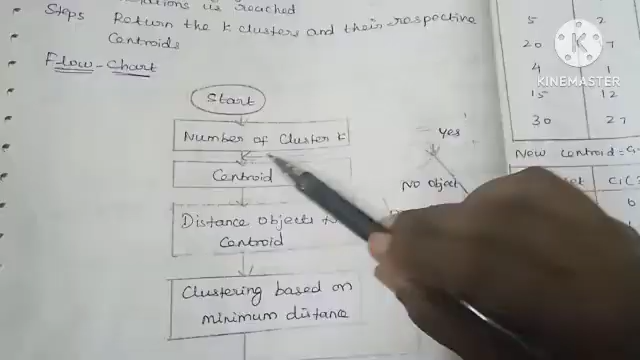 is reached
Steps Return the k clusters and their respective
Centroids
Flow-Chart
Start
Number of Cluster k
Centroid
Distance Objects to
Centroid
Clustering based on
minimum distance
Yes
No Object
5 2
20 7
4 1
15 12
30 27
New Centroid =
KINEMASTER